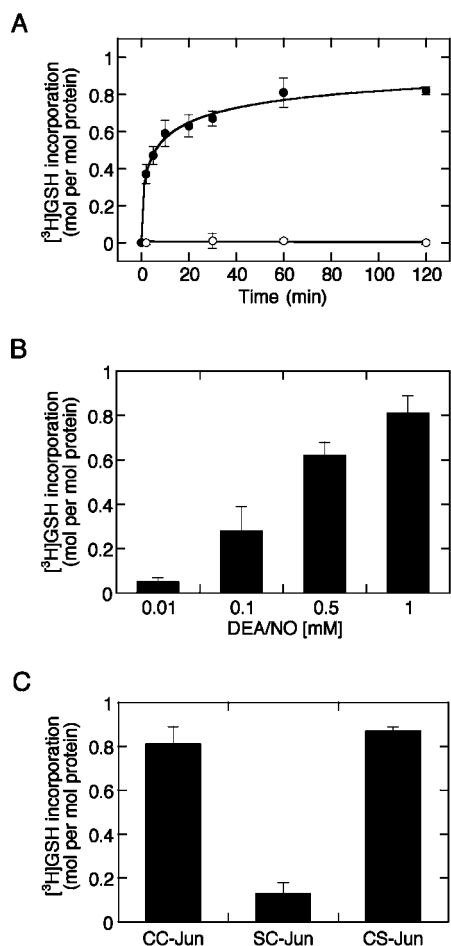 A
[³H]GSH incorporation
(mol per mol protein)
1
0.8
0.6
0.4
0.2
0
0 20 40 60 80 100 120
Time (min)
B
[³H]GSH incorporation
(mol per mol protein)
1
0.8
0.6
0.4
0.2
0
0.01 0.1 0.5 1
DEA/NO [mM]
C
[³H]GSH incorporation
(mol per mol protein)
1
0.8
0.6
0.4
0.2
0
CC-Jun SC-Jun CS-Jun